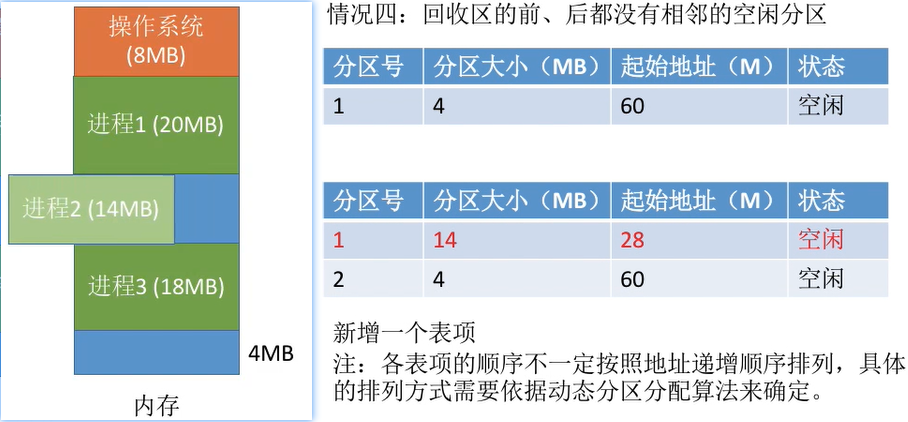 操作系统
(8MB)
进程1 (20MB)
进程2 (14MB)
进程3 (18MB)
4MB
内存
情况四：回收区的前、后都没有相邻的空闲分区
分区号 分区大小（MB） 起始地址（M） 状态
1 4 60 空闲
分区号 分区大小（MB） 起始地址（M） 状态
1 14 28 空闲
2 4 60 空闲
新增一个表项
注：各表项的顺序不一定按照地址递增顺序排列，具体
的排列方式需要依据动态分区分配算法来确定。